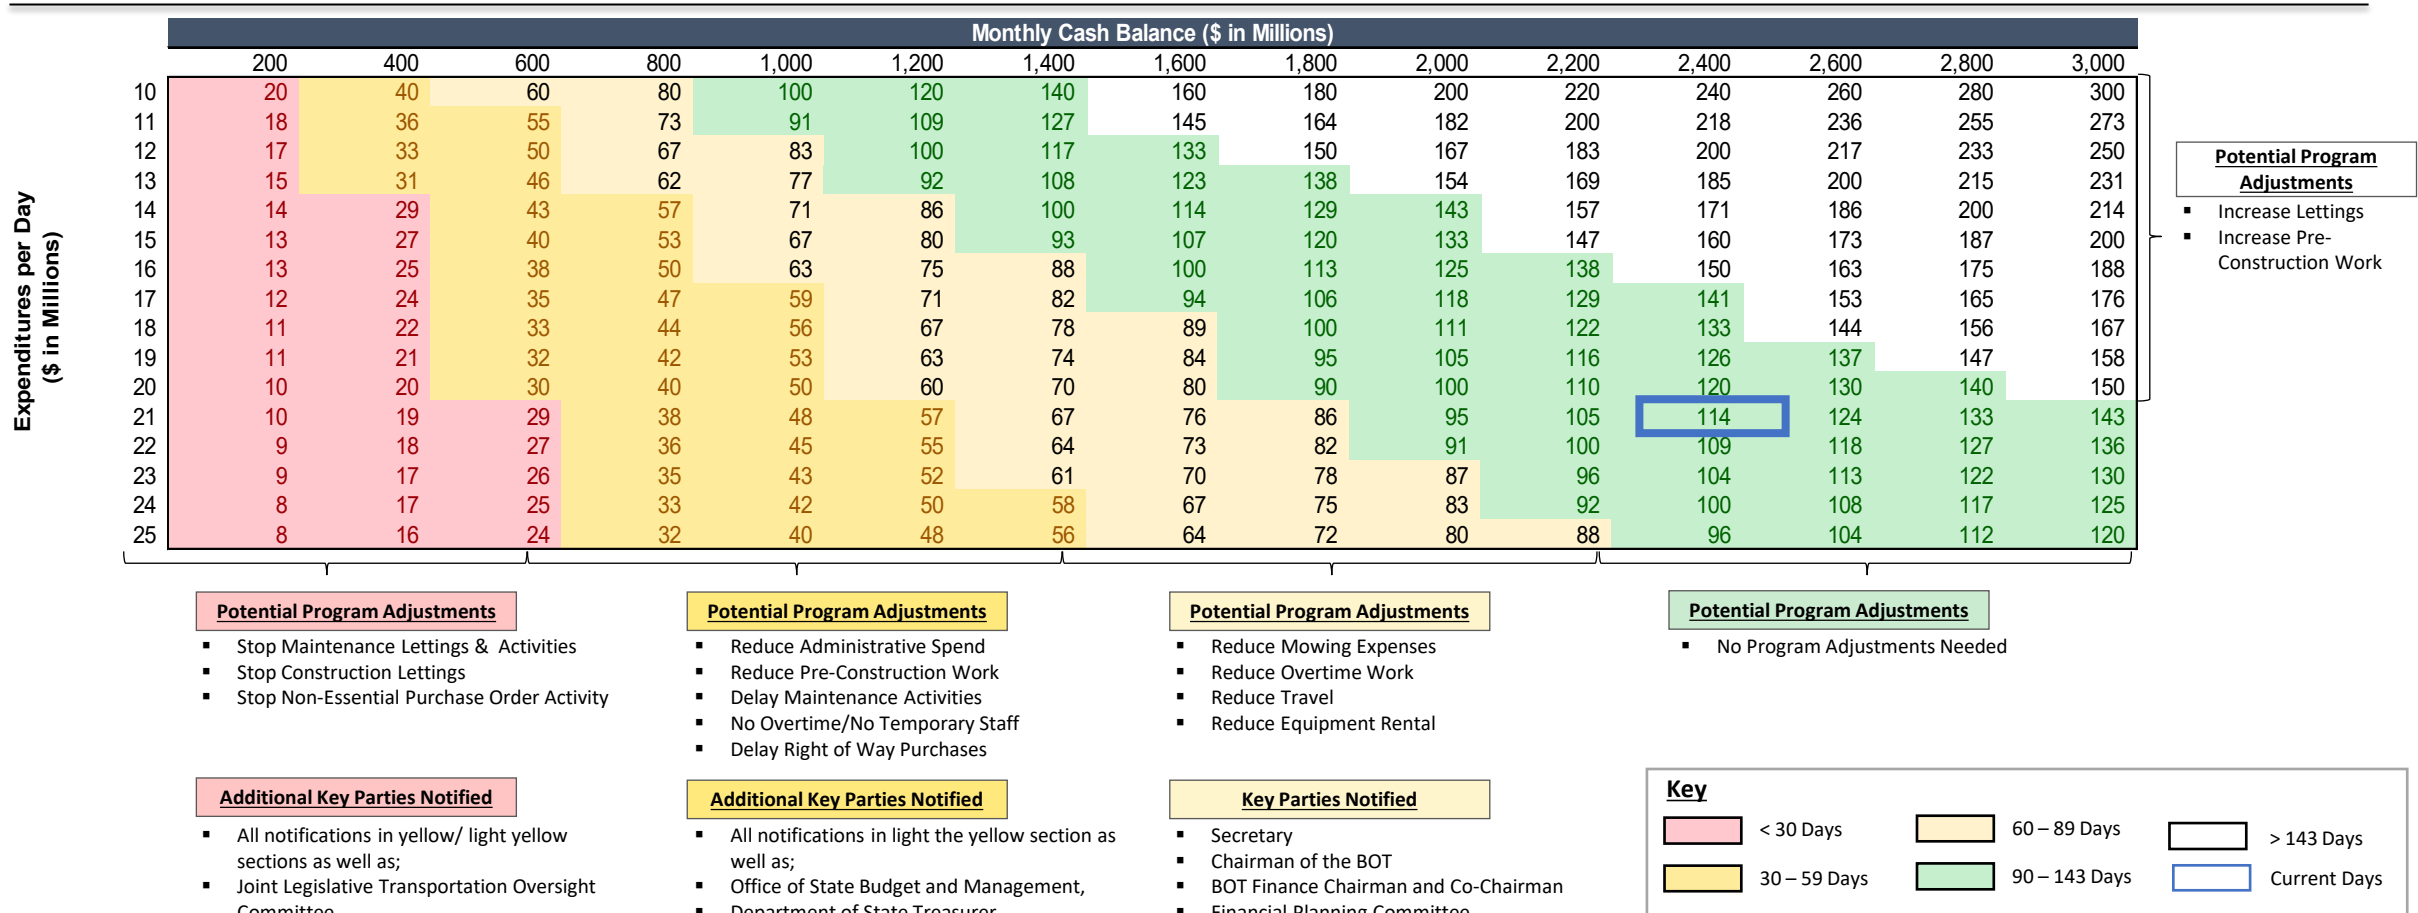 Monthly Cash Balance ($ in Millions)
200 400 600 800 1,000 1,200 1,400 1,600 1,800 2,000 2,200 2,400 2,600 2,800 3,000
Expenditures per Day
($ in Millions)
10 20 40 60 80 100 120 140 160 180 200 220 240 260 280 300
11 18 36 55 73 91 109 127 145 164 182 200 218 236 255 273
12 17 33 50 67 83 100 117 133 150 167 183 200 217 233 250
13 15 31 46 62 77 92 108 123 138 154 169 185 200 215 231
14 14 29 43 57 71 86 100 114 129 143 157 171 186 200 214
15 13 27 40 53 67 80 93 107 120 133 147 160 173 187 200
16 13 25 38 50 63 75 88 100 113 125 138 150 163 175 188
17 12 24 35 47 59 71 82 94 106 118 129 141 153 165 176
18 11 22 33 44 56 67 78 89 100 111 122 133 144 156 167
19 11 21 32 42 53 63 74 84 95 105 116 126 137 147 158
20 10 20 30 40 50 60 70 80 90 100 110 120 130 140 150
21 10 19 29 38 48 57 67 76 86 95 105 114 124 133 143
22 9 18 27 36 45 55 64 73 82 91 100 109 118 127 136
23 9 17 26 35 43 52 61 70 78 87 96 104 113 122 130
24 8 17 25 33 42 50 58 67 75 83 92 100 108 117 125
25 8 16 24 32 40 48 56 64 72 80 88 96 104 112 120
Potential Program
Adjustments
▪ Increase Lettings
▪ Increase Pre-
Construction Work
Potential Program Adjustments
▪ Stop Maintenance Lettings & Activities
▪ Stop Construction Lettings
▪ Stop Non-Essential Purchase Order Activity
Potential Program Adjustments
▪ Reduce Administrative Spend
▪ Reduce Pre-Construction Work
▪ Delay Maintenance Activities
▪ No Overtime/No Temporary Staff
▪ Delay Right of Way Purchases
Potential Program Adjustments
▪ Reduce Mowing Expenses
▪ Reduce Overtime Work
▪ Reduce Travel
▪ Reduce Equipment Rental
Potential Program Adjustments
▪ No Program Adjustments Needed
Additional Key Parties Notified
▪ All notifications in yellow/ light yellow
sections as well as;
▪ Joint Legislative Transportation Oversight
Committee
Additional Key Parties Notified
▪ All notifications in light the yellow section as
well as;
▪ Office of State Budget and Management,
▪ Department of State Treasurer
Key Parties Notified
▪ Secretary
▪ Chairman of the BOT
▪ BOT Finance Chairman and Co-Chairman
▪ Financial Planning Committee
Key
< 30 Days
60 – 89 Days
> 143 Days
30 – 59 Days
90 – 143 Days
Current Days